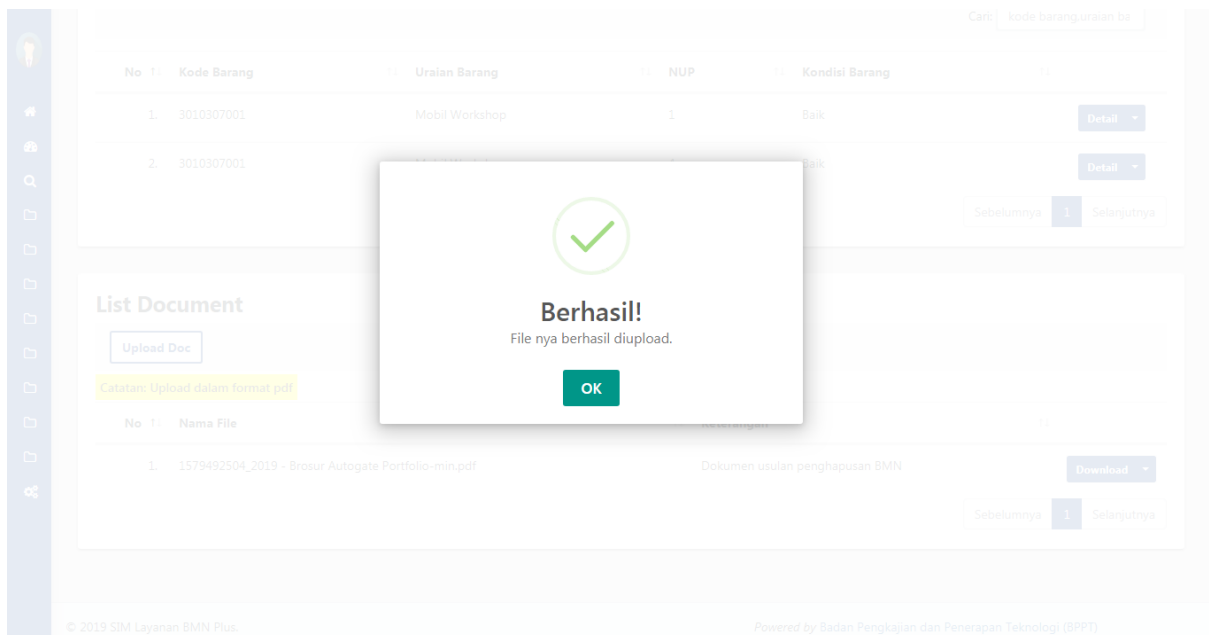 Cari: kode barang,uraian ba
No Kode Barang Uraian Barang NUP Kondisi Barang
1. 3010307001 Mobil Workshop 1 Baik Detail
2. 3010307001 Baik Detail
Sebelumnya 1 Selanjutnya
Berhasil!
File nya berhasil diupload.
OK
List Document
Upload Doc
Catatan: Upload dalam format pdf
No Nama File Keterangan
1. 1579492504_2019 - Brosur Autogate Portfolio-min.pdf Dokumen usulan penghapusan BMN Download
Sebelumnya 1 Selanjutnya
© 2019 SIM Layanan BMN Plus. Powered by Badan Pengkajian dan Penerapan Teknologi (BPPT)